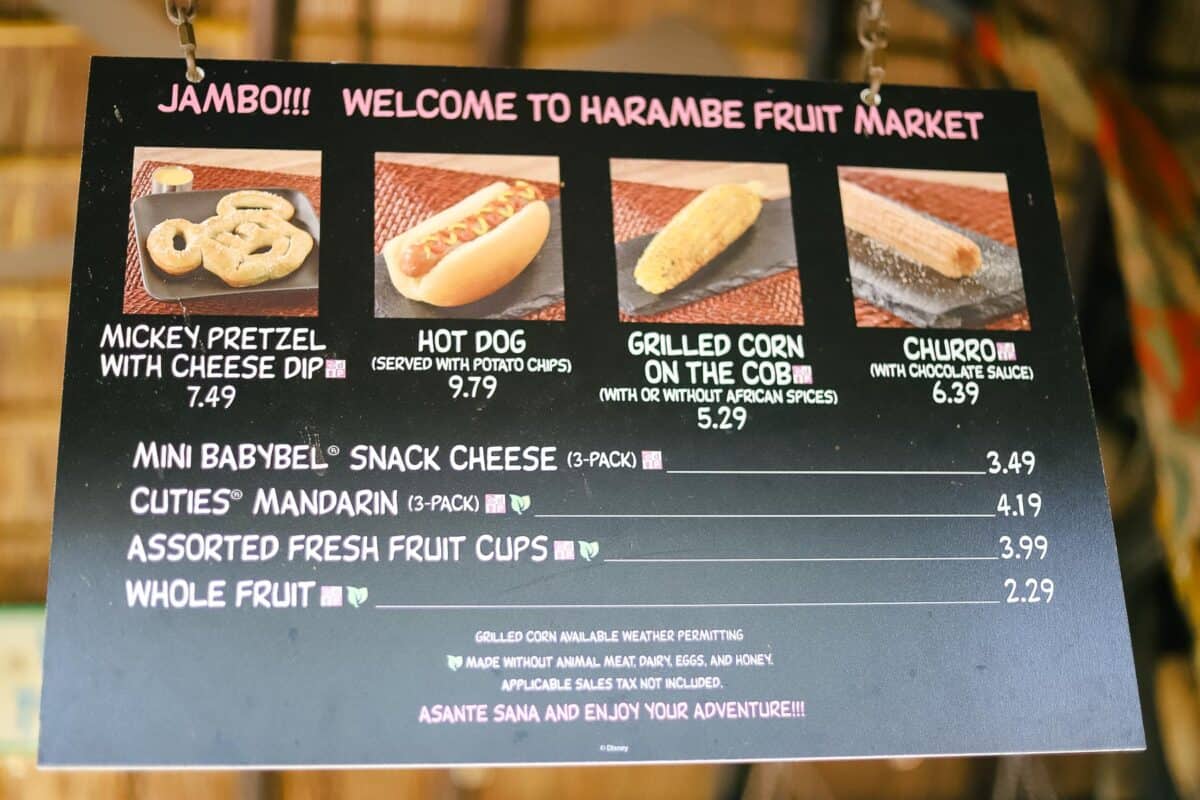 JAMBO!!! WELCOME TO HARAMBE FRUIT MARKET
MICKEY PRETZEL
WITH CHEESE DIP
7.49
HOT DOG
(SERVED WITH POTATO CHIPS)
9.79
GRILLED CORN
ON THE COB
(WITH OR WITHOUT AFRICAN SPICES)
5.29
CHURRO
(WITH CHOCOLATE SAUCE)
6.39
MINI BABYBEL® SNACK CHEESE (3-PACK) 3.49
CUTIES® MANDARIN (3-PACK) 4.19
ASSORTED FRESH FRUIT CUPS 3.99
WHOLE FRUIT 2.29
GRILLED CORN AVAILABLE WEATHER PERMITTING
MADE WITHOUT ANIMAL MEAT, DAIRY, EGGS, AND HONEY.
APPLICABLE SALES TAX NOT INCLUDED.
ASANTE SANA AND ENJOY YOUR ADVENTURE!!!
© Disney